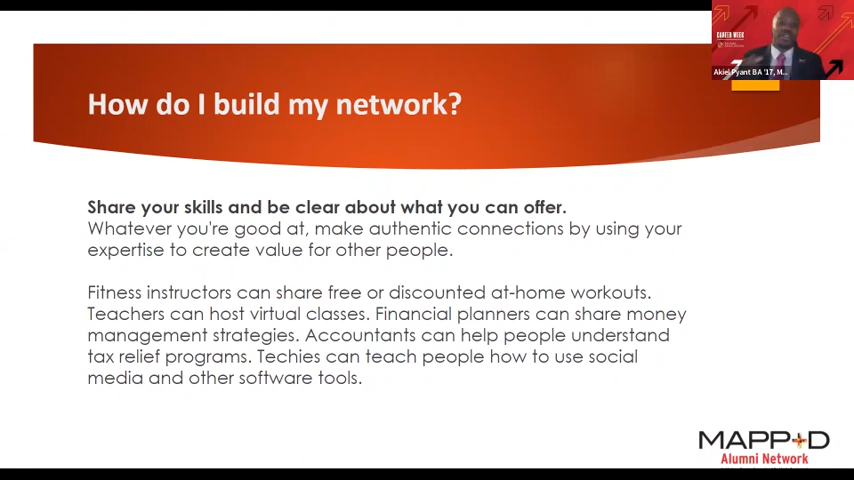 CAREER WEEK
Akiel Pyant BA '17, M...
How do I build my network?
Share your skills and be clear about what you can offer.
Whatever you're good at, make authentic connections by using your
expertise to create value for other people.
Fitness instructors can share free or discounted at-home workouts.
Teachers can host virtual classes. Financial planners can share money
management strategies. Accountants can help people understand
tax relief programs. Techies can teach people how to use social
media and other software tools.
MAPP+D
Alumni Network